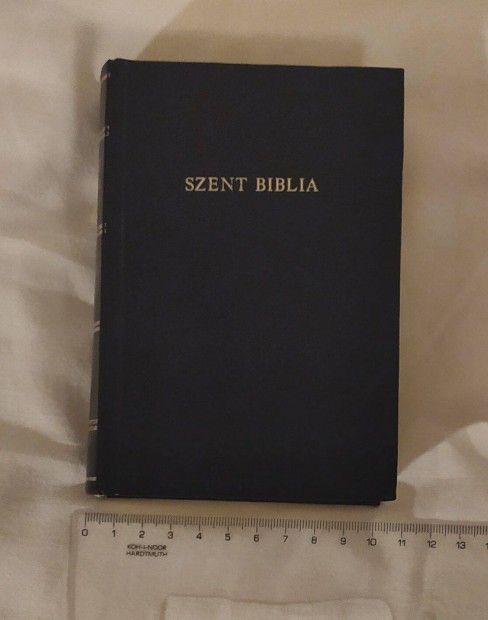 SZENT BIBLIA
0 1 2 3 4 5 6 7 8 9 10 11 12 13
KOH-I-NOOR
HARDTMUTH